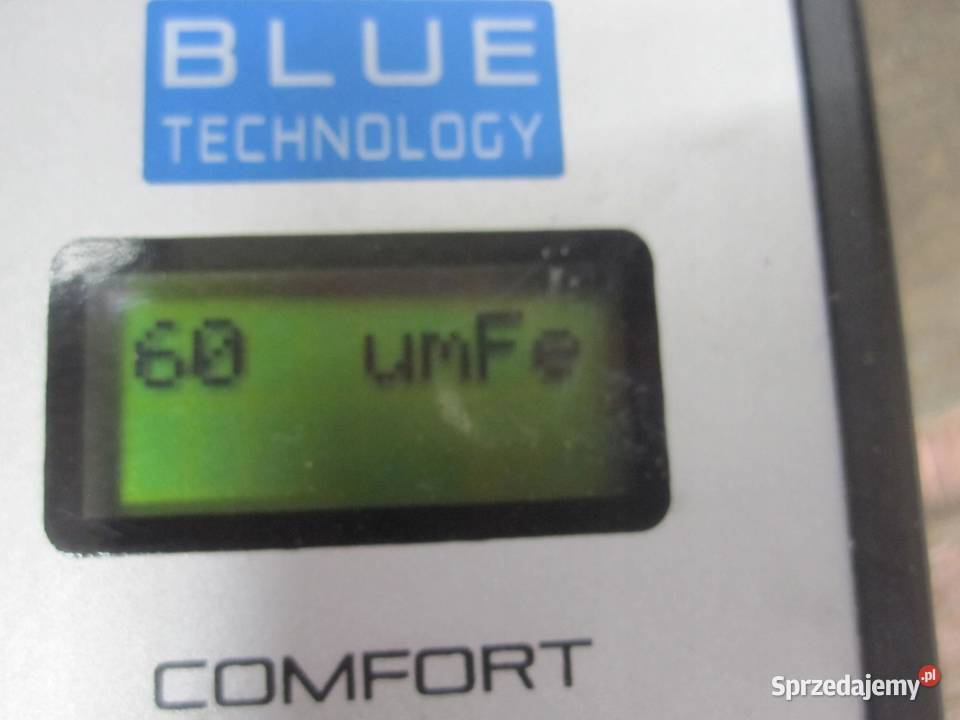 BLUE
TECHNOLOGY
60 umFe
COMFORT
Sprzedajemy.pl